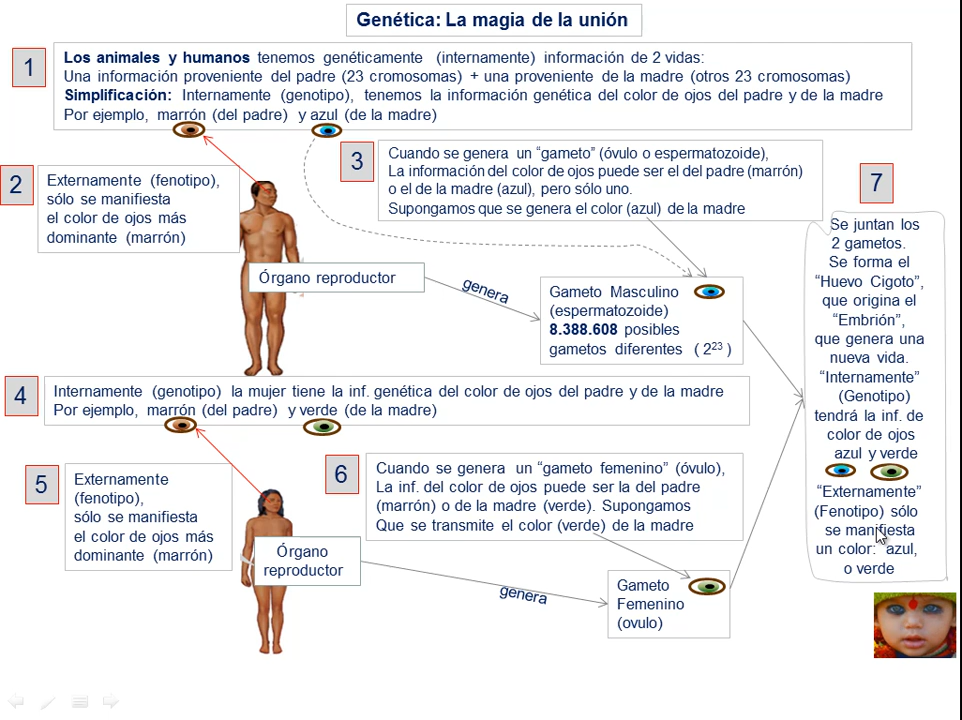 Genética: La magia de la unión
1
Los animales y humanos tenemos genéticamente (internamente) información de 2 vidas:
Una información proveniente del padre (23 cromosomas) + una proveniente de la madre (otros 23 cromosomas)
Simplificación: Internamente (genotipo), tenemos la información genética del color de ojos del padre y de la madre
Por ejemplo, marrón (del padre) y azul (de la madre)
2
Externamente (fenotipo),
sólo se manifiesta
el color de ojos más
dominante (marrón)
3
Cuando se genera un “gameto” (óvulo o espermatozoide),
La información del color de ojos puede ser el del padre (marrón)
o el de la madre (azul), pero sólo uno.
Supongamos que se genera el color (azul) de la madre
Órgano reproductor
genera
Gameto Masculino
(espermatozoide)
8.388.608 posibles
gametos diferentes ( 2²³ )
4
Internamente (genotipo) la mujer tiene la inf. genética del color de ojos del padre y de la madre
Por ejemplo, marrón (del padre) y verde (de la madre)
5
Externamente
(fenotipo),
sólo se manifiesta
el color de ojos más
dominante (marrón)
6
Cuando se genera un “gameto femenino” (óvulo),
La inf. del color de ojos puede ser la del padre
(marrón) o de la madre (verde). Supongamos
Que se transmite el color (verde) de la madre
Órgano
reproductor
genera
Gameto
Femenino
(ovulo)
7
Se juntan los
2 gametos.
Se forma el
“Huevo Cigoto”,
que origina el
“Embrión”,
que genera una
nueva vida.
“Internamente”
(Genotipo)
tendrá la inf. de
color de ojos
azul y verde
“Externamente”
(Fenotipo) sólo
se manifiesta
un color: azul,
o verde